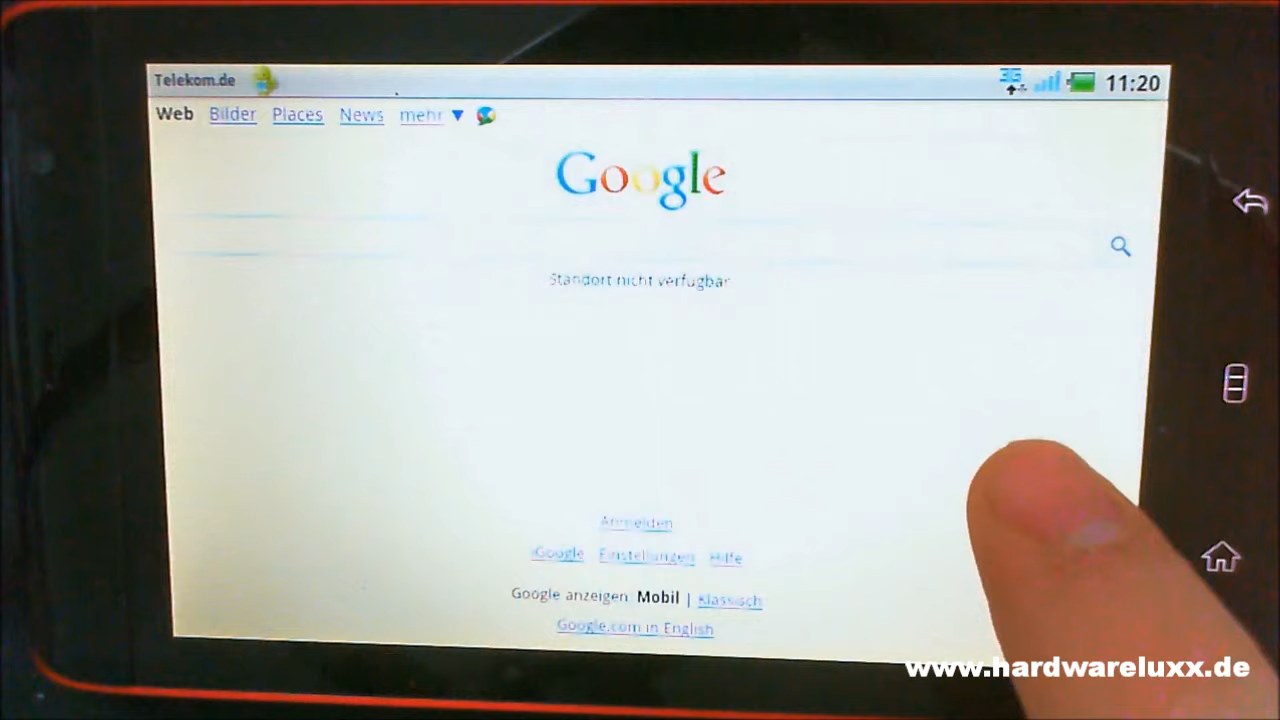 Telekom.de 3G 11:20
Web Bilder Places News mehr ▼
Google
Standort nicht verfügbar
Anmelden
iGoogle Einstellungen Hilfe
Google anzeigen: Mobil | Klassisch
Google.com in English
www.hardwareluxx.de